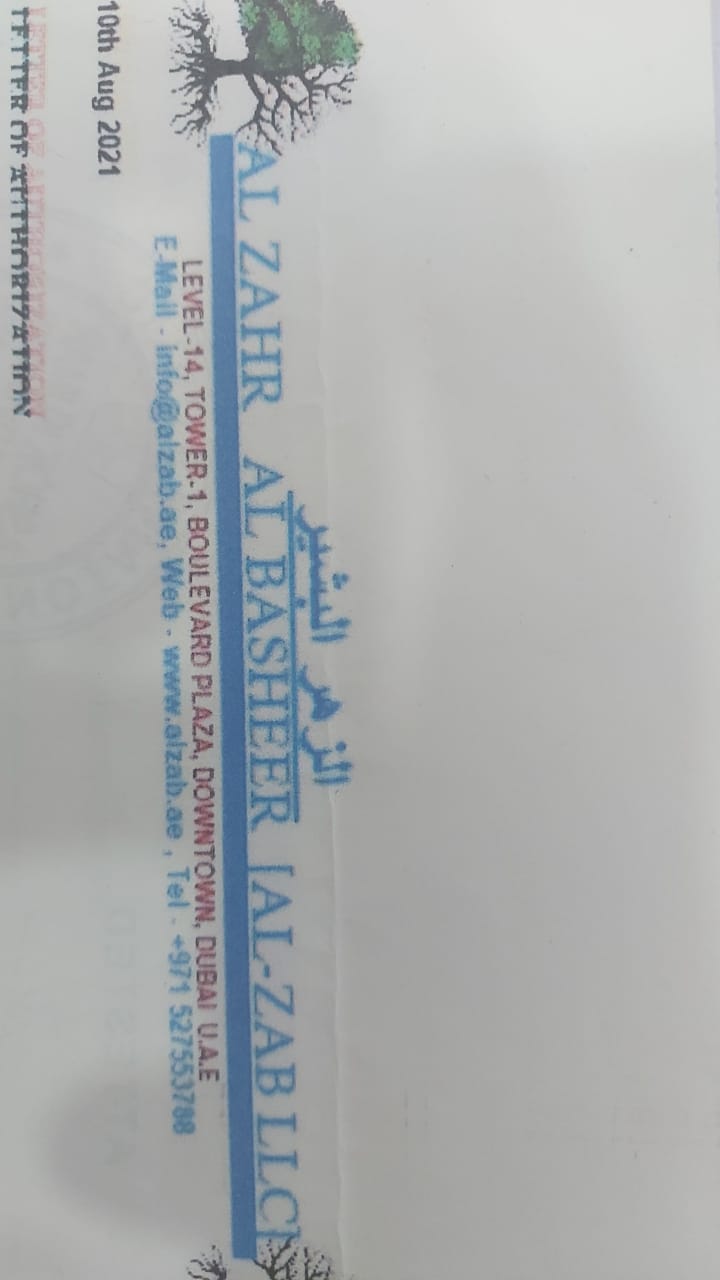 الزهر البشير
AL ZAHR AL BASHEER [AL-ZAB LLC]
LEVEL-14, TOWER-1, BOULEVARD PLAZA, DOWNTOWN, DUBAI U.A.E
E-Mail - info@alzab.ae, Web - www.alzab.ae , Tel - +971 527553788
10th Aug 2021
LETTER OF AUTHORIZATION